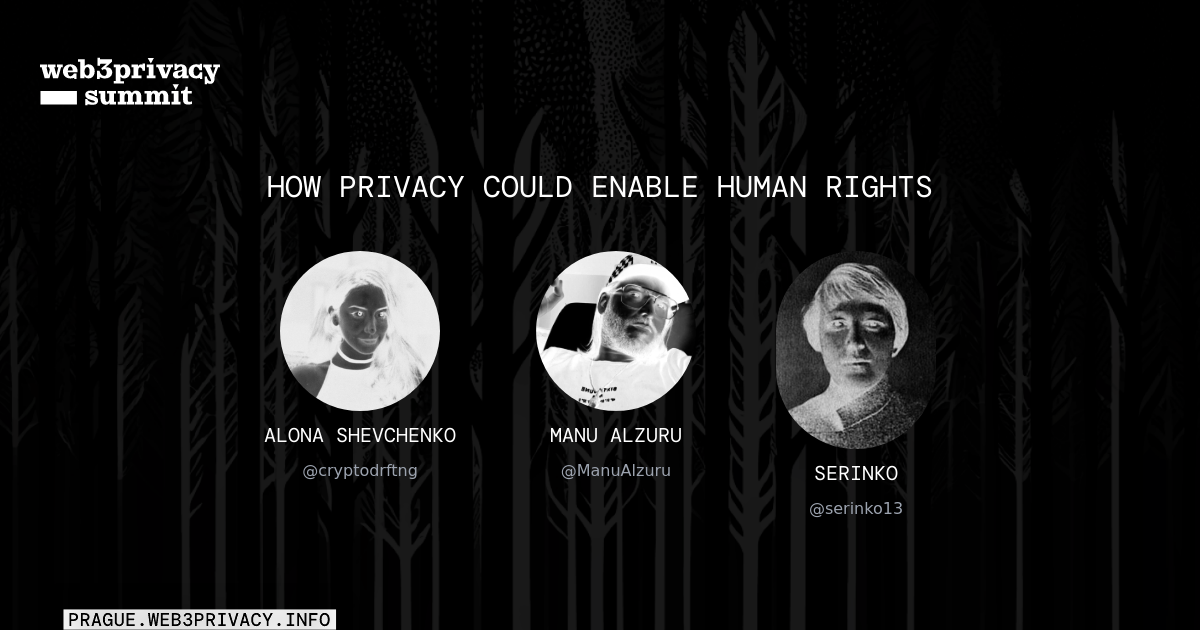 web3privacy
summit
HOW PRIVACY COULD ENABLE HUMAN RIGHTS
ALONA SHEVCHENKO
@cryptodrftng
MANU ALZURU
@ManuAlzuru
SERINKO
@serinko13
PRAGUE.WEB3PRIVACY.INFO